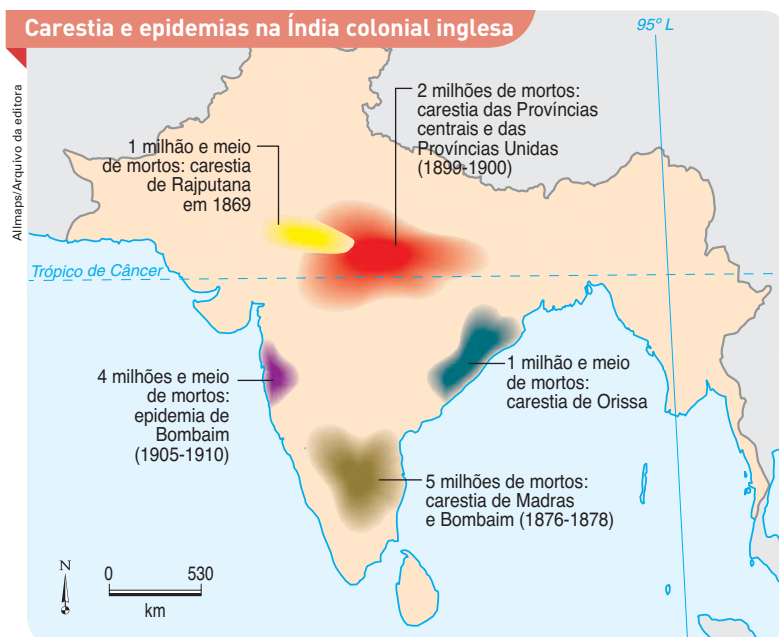 Carestia e epidemias na Índia colonial inglesa
95º L
Allmaps/Arquivo da editora
2 milhões de mortos:
carestia das Províncias
centrais e das
Províncias Unidas
(1899-1900)
1 milhão e meio
de mortos: carestia
de Rajputana
em 1869
Trópico de Câncer
4 milhões e meio
de mortos:
epidemia de
Bombaim
(1905-1910)
1 milhão e meio
de mortos:
carestia de Orissa
5 milhões de mortos:
carestia de Madras
e Bombaim (1876-1878)
N
0 530
km